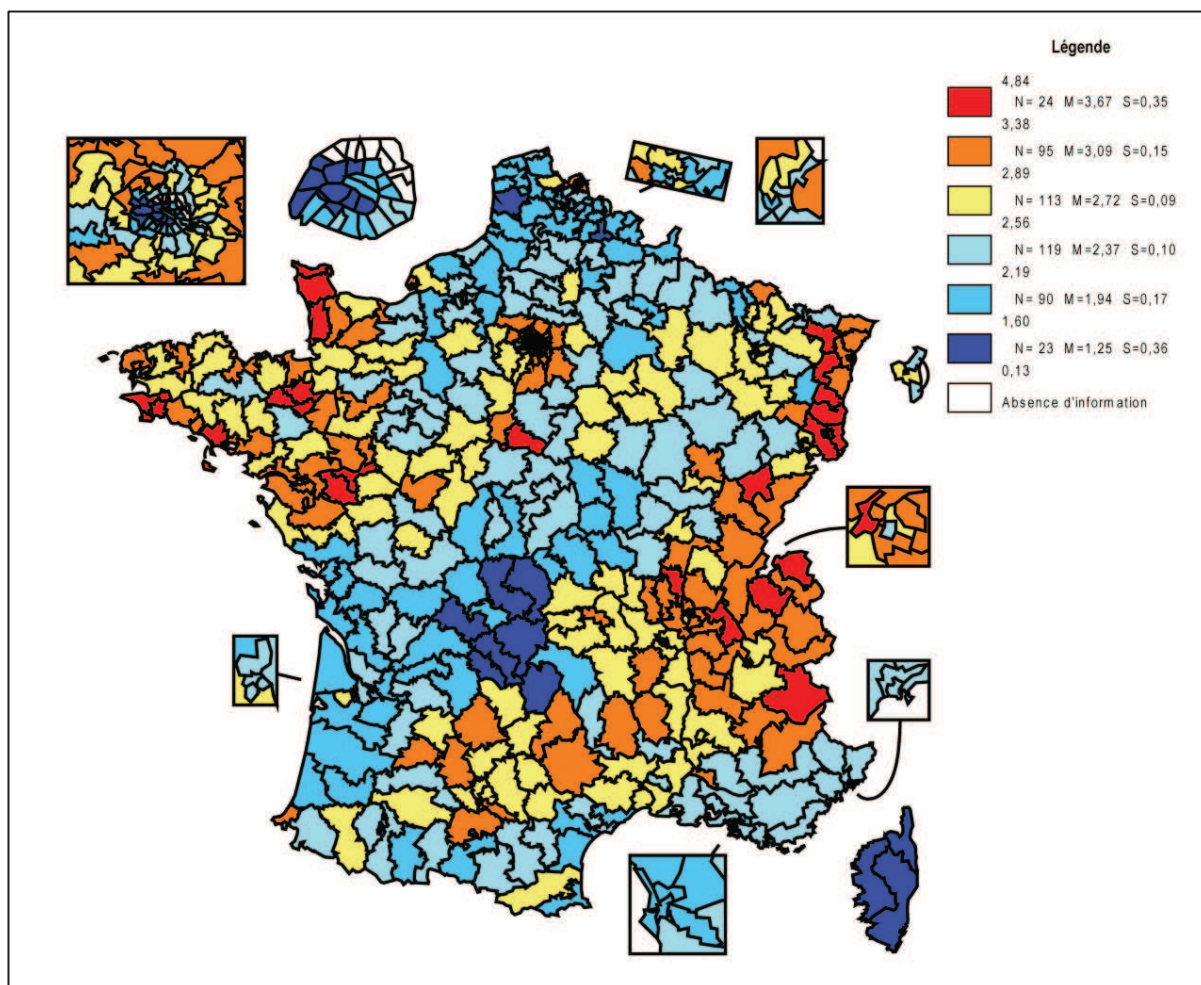 Légende
4,84
N= 24 M=3,67 S=0,35
3,38
N= 95 M=3,09 S=0,15
2,89
N= 113 M=2,72 S=0,09
2,56
N= 119 M=2,37 S=0,10
2,19
N= 90 M=1,94 S=0,17
1,60
N= 23 M=1,25 S=0,36
0,13
Absence d'information